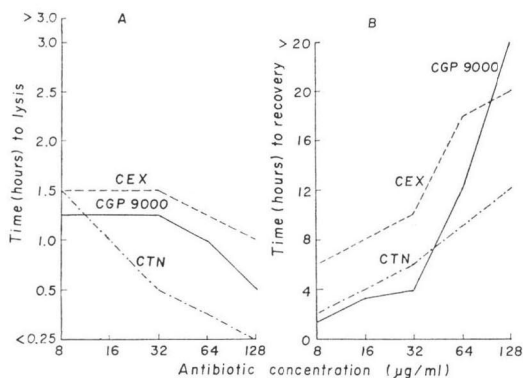 A
> 3.0
3.0
2.5
2.0
1.5
1.0
0.5
<0.25
Time (hours) to lysis
CEX
CGP 9000
CTN
8 16 32 64 128
B
>
20
16
12
8
4
0
Time (hours) to recovery
CGP 9000
CEX
CTN
8 16 32 64 128
Antibiotic concentration (µg/ml)